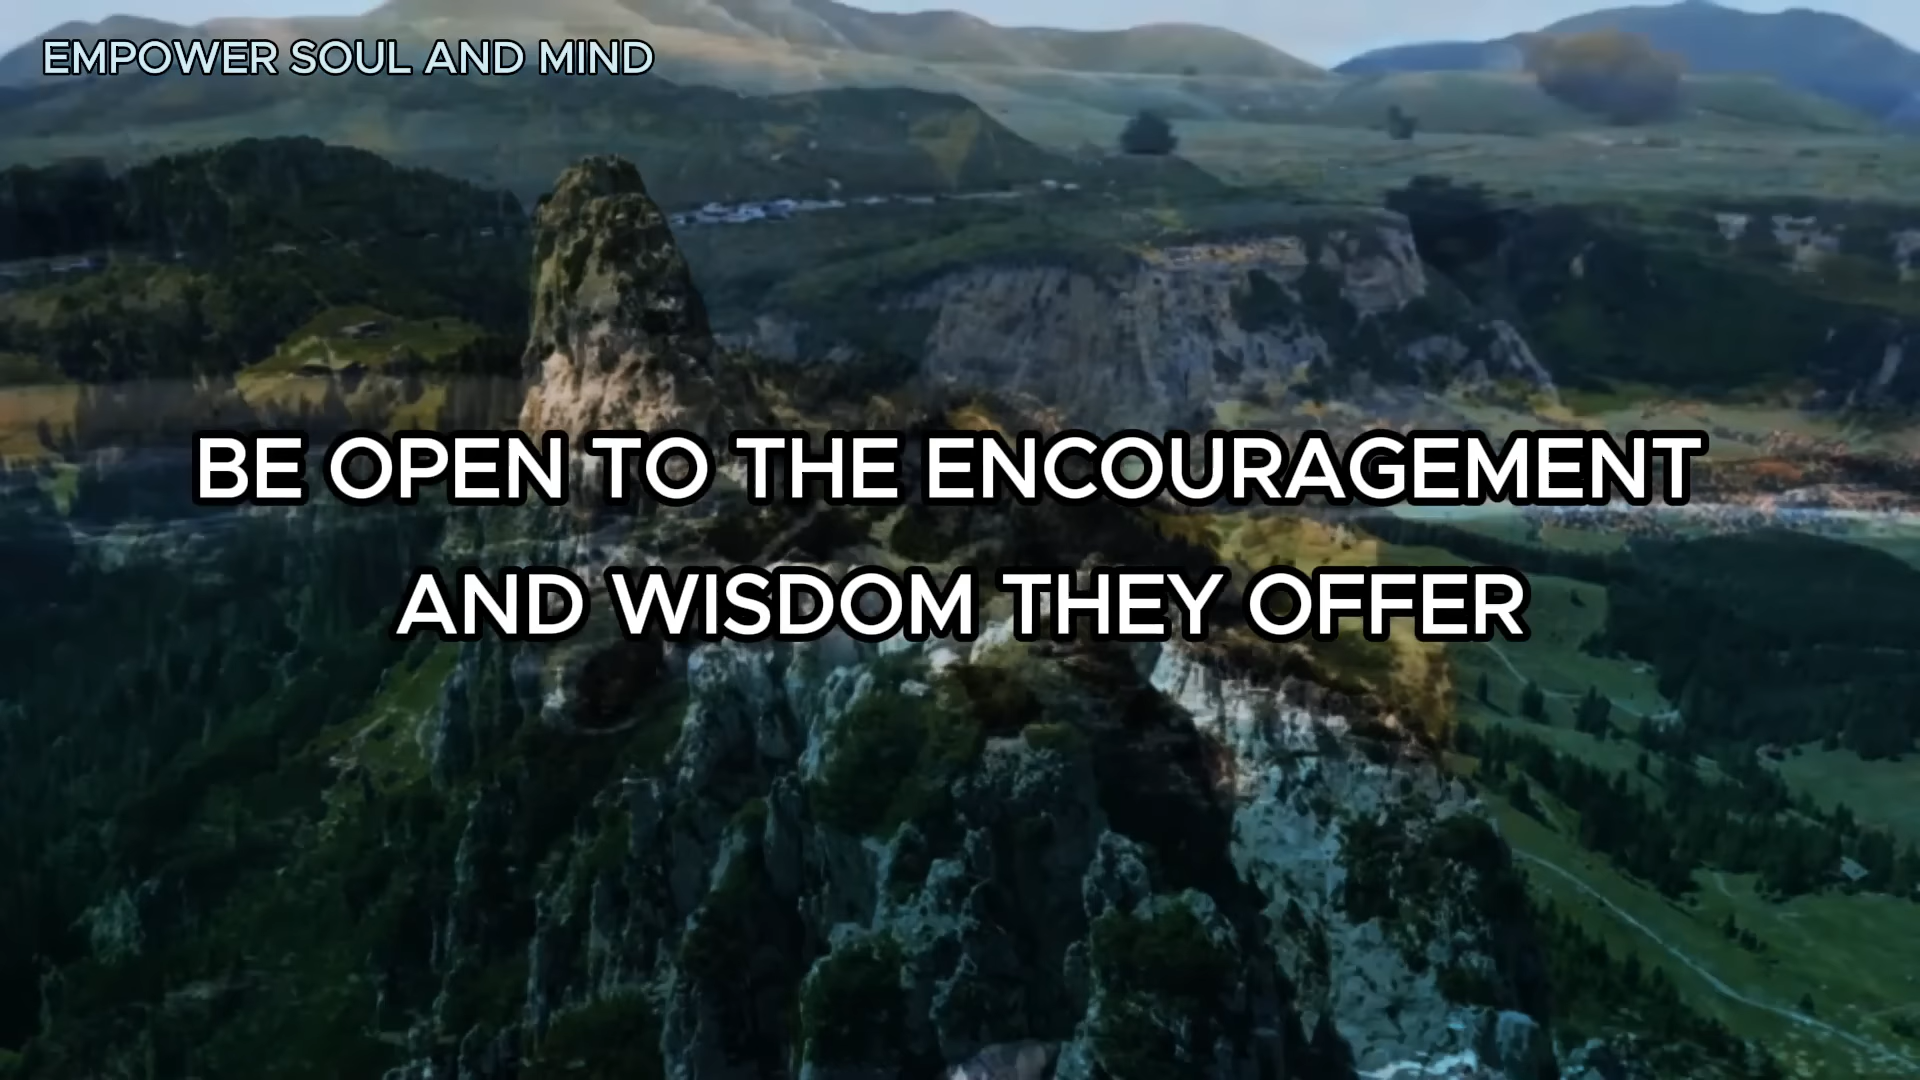 EMPOWER SOUL AND MIND
BE OPEN TO THE ENCOURAGEMENT
AND WISDOM THEY OFFER